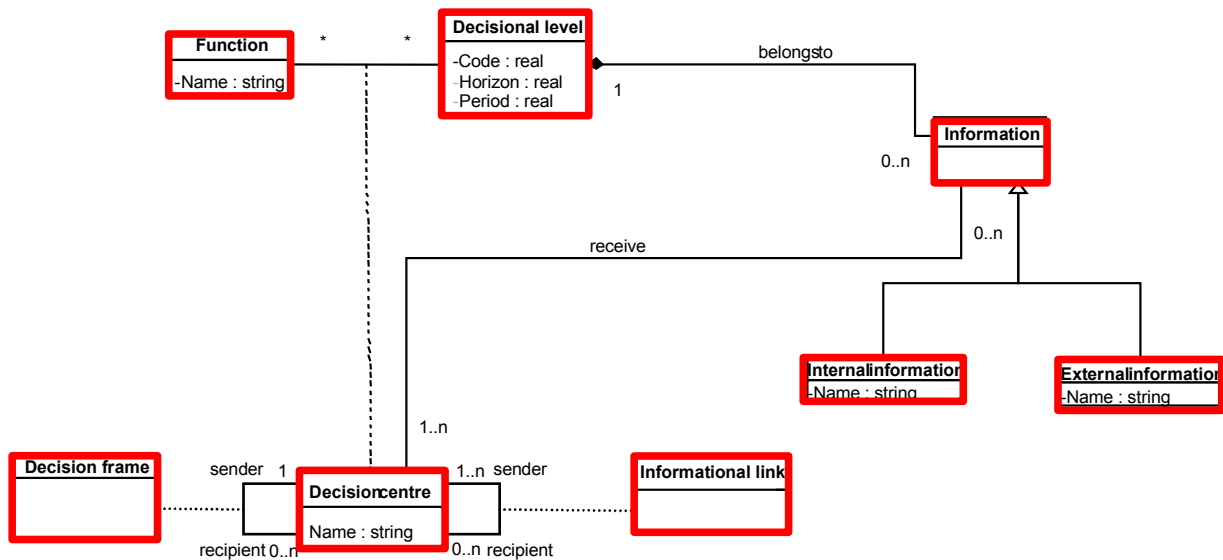 Function
-Name : string
*
*
Decisional level
-Code : real
-Horizon : real
-Period : real
belongsto
1
Information
0..n
0..n
receive
Internalinformation
-Name : string
Externalinformation
-Name : string
1..n
Decision frame
sender
1
Decisioncentre
Name : string
1..n
sender
Informational link
recipient
0..n
0..n
recipient